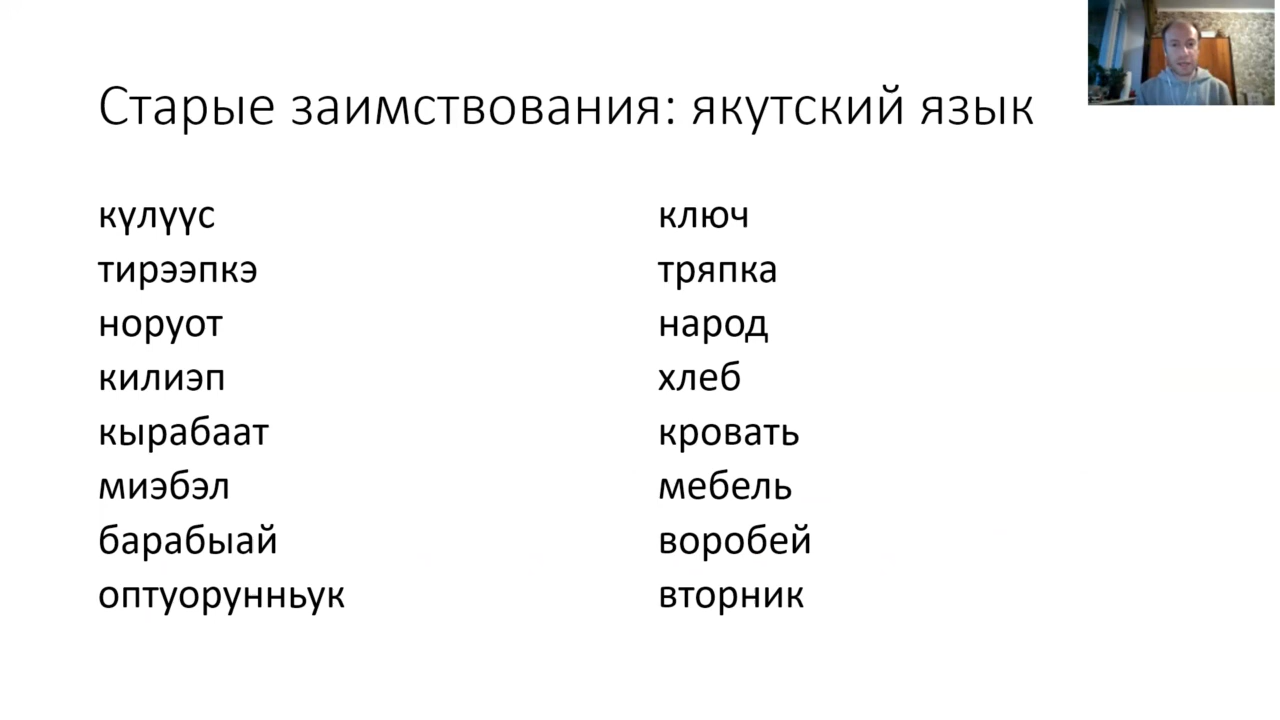 Старые заимствования: якутский язык
күлүүс ключ
тирээпкэ тряпка
норуот народ
килиэп хлеб
кырабаат кровать
миэбэл мебель
барабыай воробей
оптуорунньук вторник